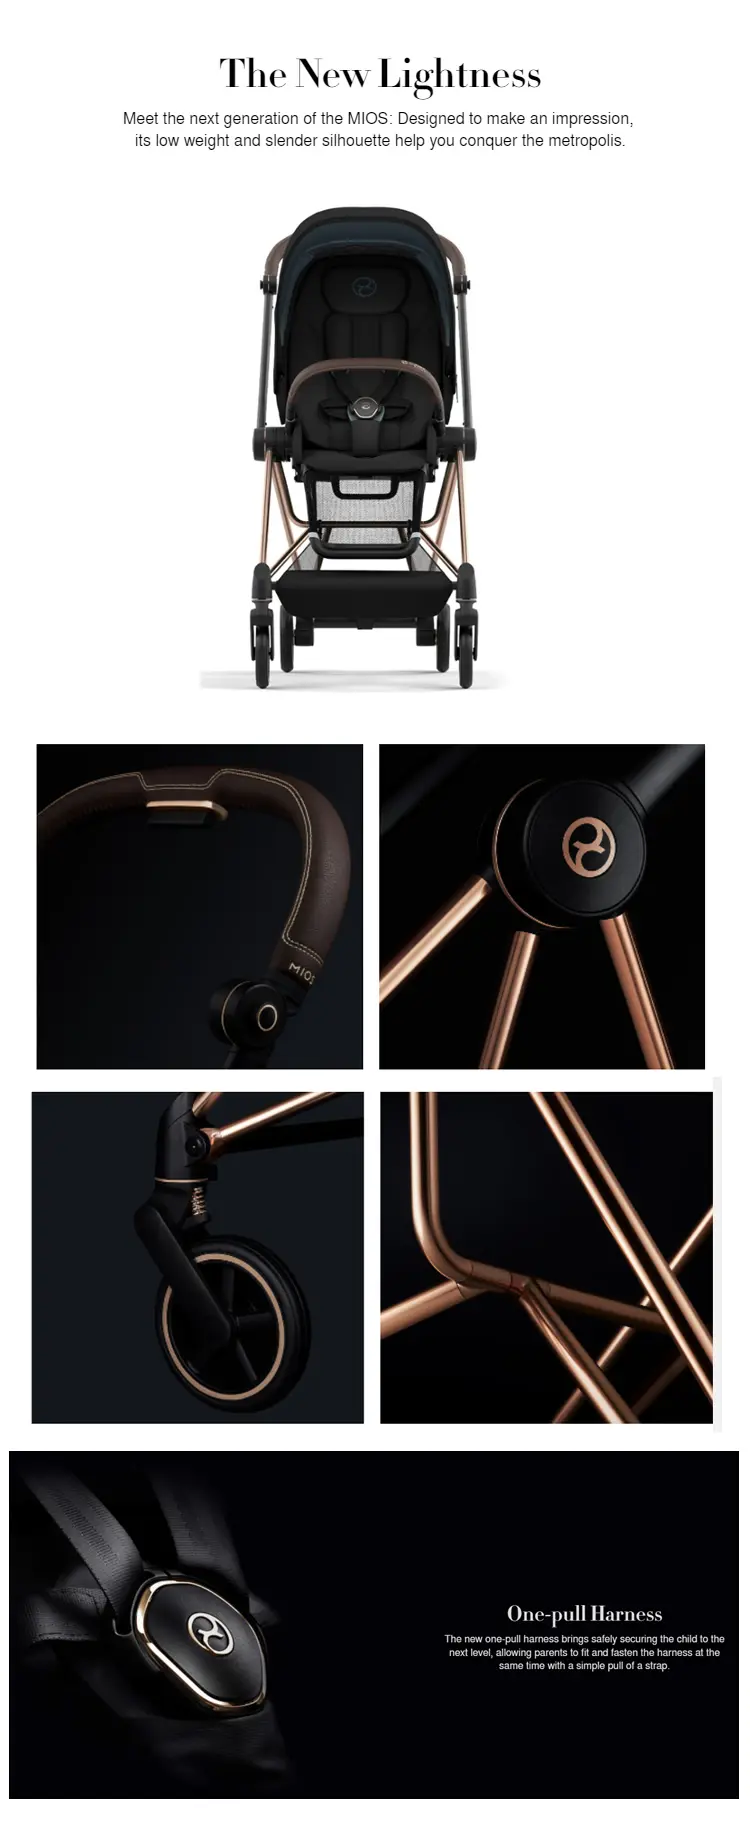 The New Lightness
Meet the next generation of the MIOS: Designed to make an impression,
its low weight and slender silhouette help you conquer the metropolis.
MIOS
One-pull Harness
The new one-pull harness brings safely securing the child to the
next level, allowing parents to fit and fasten the harness at the
same time with a simple pull of a strap.